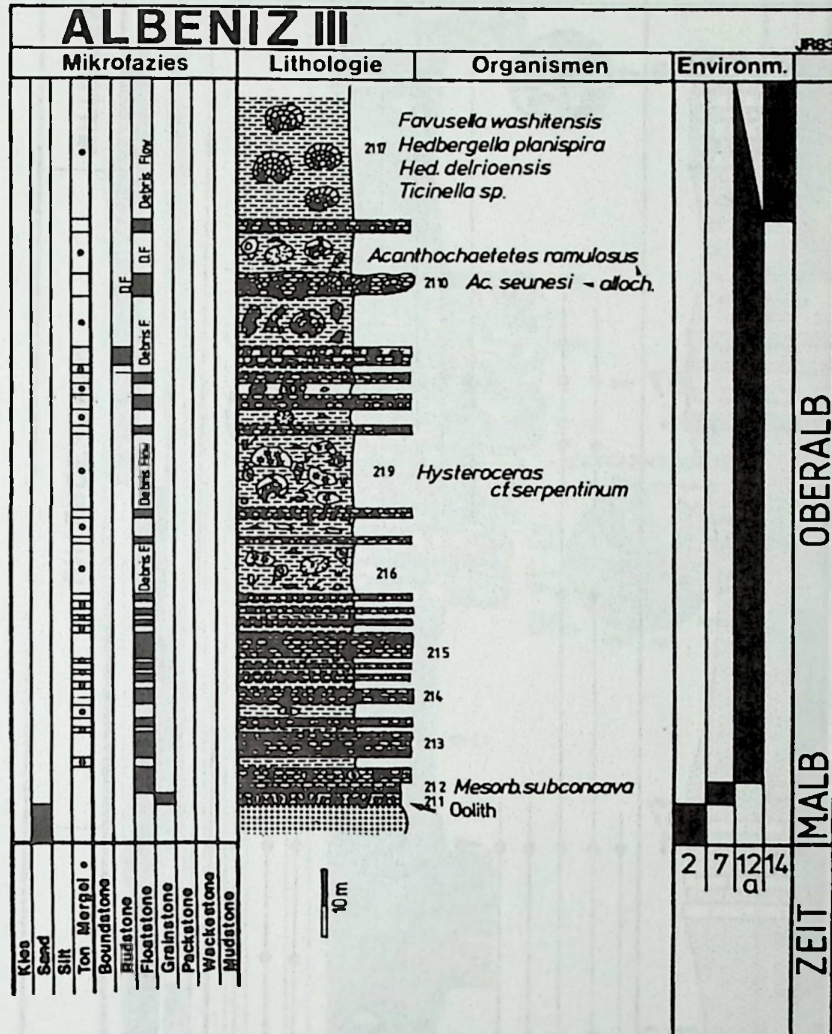 ALBENIZ III
JR83
Mikrofazies
Lithologie
Organismen
Environm.
Debris Flow
D.F
D.F
Debris F.
Debris Flow
Debris F.
2117
Favusella washitensis
Hedbergella planispira
Hed. delrioensis
Ticinella sp.
Acanthochaetetes ramulosus
2110 Ac. seunesi - alloch.
219 Hysteroceras
cf serpentinum
216
215
214
213
212 Mesorb. subconcava
211 Oolith
OBERALB
MALB
ZEIT
2 7 12 14
a
10 m
Kies
Sand
Silt
Ton Mergel
Boundstone
Rudstone
Floatstone
Grainstone
Packstone
Wackestone
Mudstone